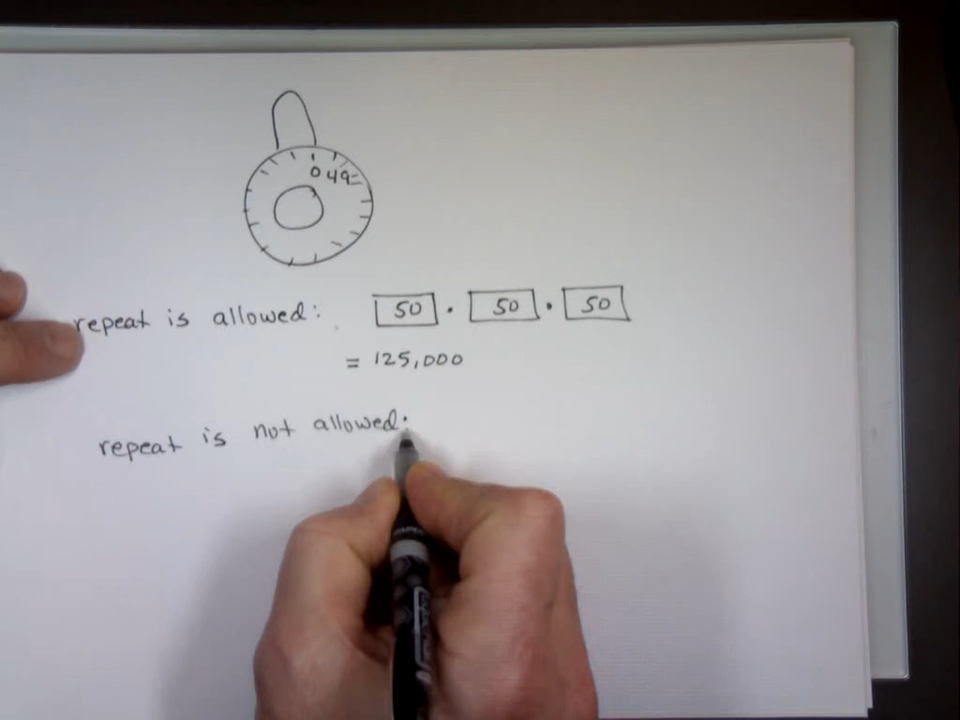 0 49
repeat is allowed: 50 · 50 · 50
= 125,000
repeat is not allowed: